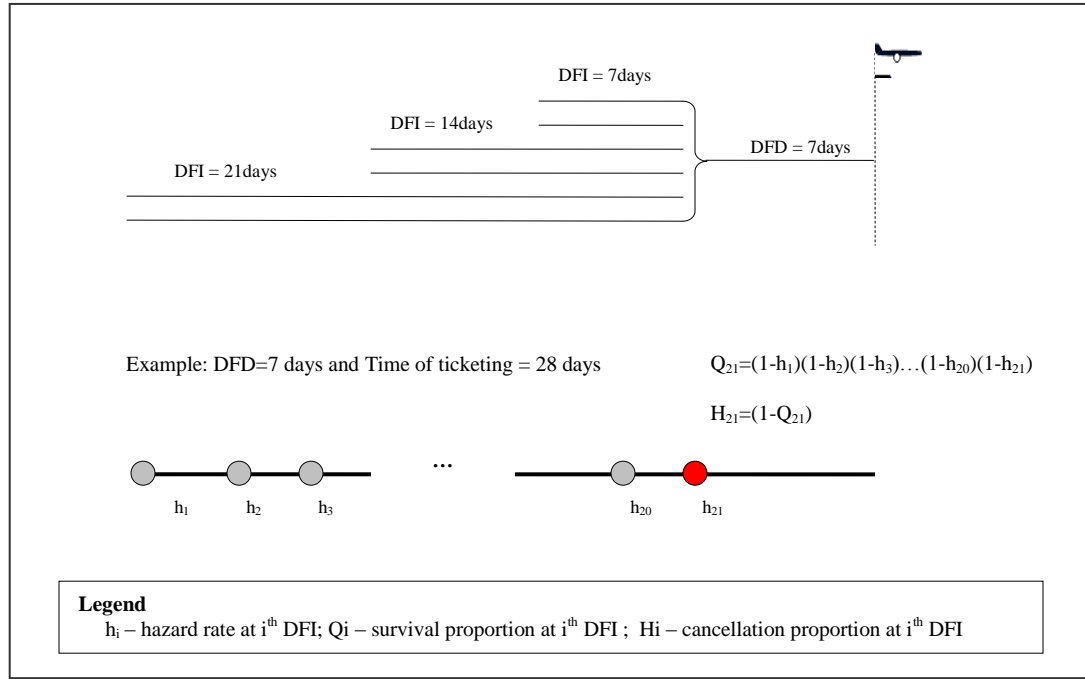 DFI = 7days
DFI = 14days
DFD = 7days
DFI = 21days
Example: DFD=7 days and Time of ticketing = 28 days
Q₂₁=(1-h₁)(1-h₂)(1-h₃)…(1-h₂₀)(1-h₂₁)
H₂₁=(1-Q₂₁)
...
h₁ h₂ h₃ h₂₀ h₂₁
Legend
hᵢ – hazard rate at iᵗʰ DFI; Qi – survival proportion at iᵗʰ DFI ; Hi – cancellation proportion at iᵗʰ DFI